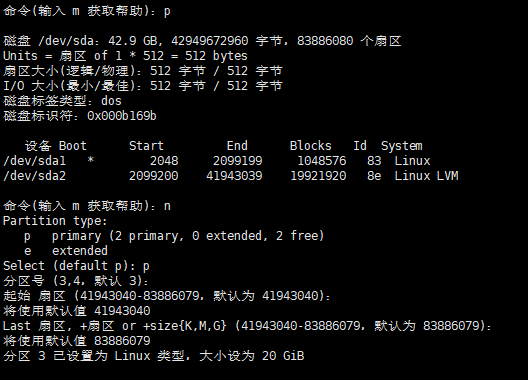 命令(输入 m 获取帮助)：p
磁盘 /dev/sda：42.9 GB, 42949672960 字节，83886080 个扇区
Units = 扇区 of 1 * 512 = 512 bytes
扇区大小(逻辑/物理)：512 字节 / 512 字节
I/O 大小(最小/最佳)：512 字节 / 512 字节
磁盘标签类型：dos
磁盘标识符：0x000b169b
设备 Boot Start End Blocks Id System
/dev/sda1 * 2048 2099199 1048576 83 Linux
/dev/sda2 2099200 41943039 19921920 8e Linux LVM
命令(输入 m 获取帮助)：n
Partition type:
p primary (2 primary, 0 extended, 2 free)
e extended
Select (default p): p
分区号 (3,4，默认 3)：
起始 扇区 (41943040-83886079，默认为 41943040)：
将使用默认值 41943040
Last 扇区, +扇区 or +size{K,M,G} (41943040-83886079，默认为 83886079)：
将使用默认值 83886079
分区 3 已设置为 Linux 类型，大小设为 20 GiB